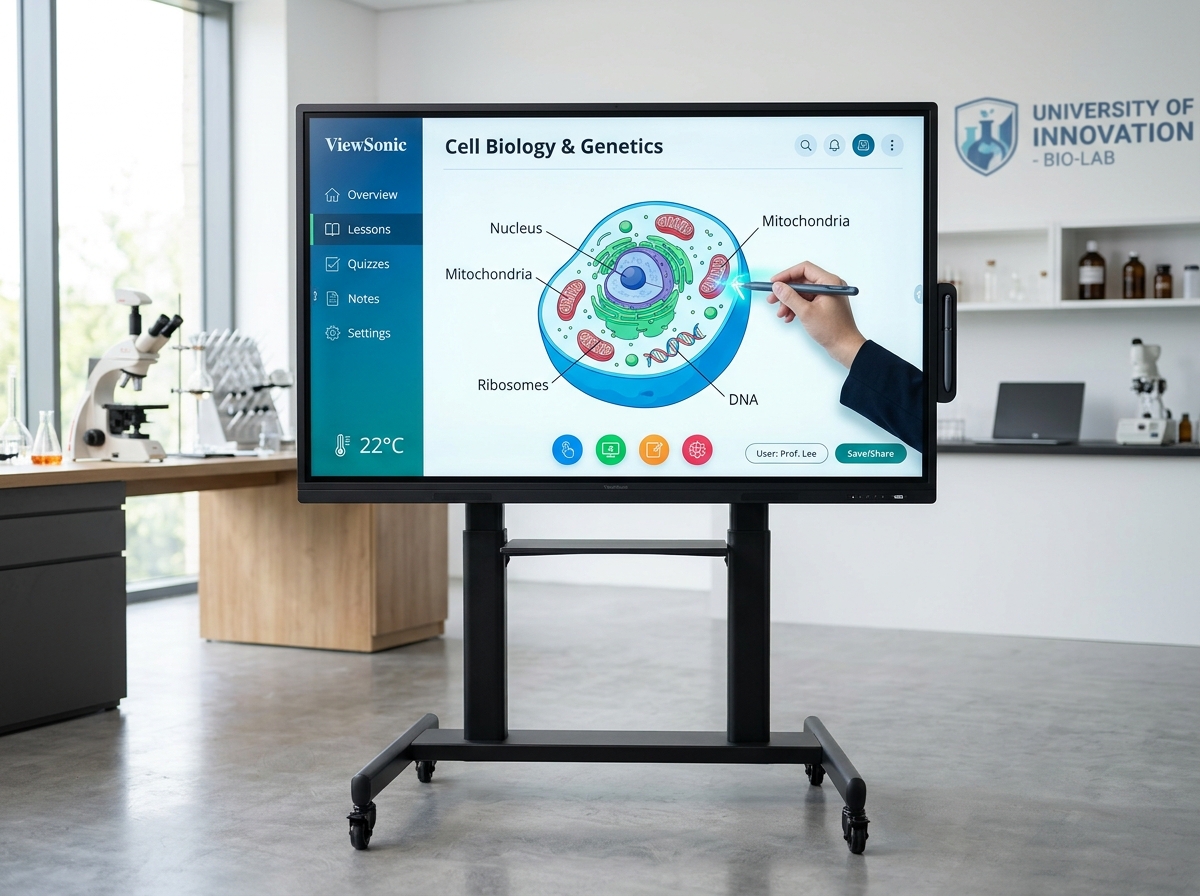 ViewSonic
Overview
Lessons
Quizzes
Notes
Settings
22°C
Cell Biology & Genetics
Nucleus
Mitochondria
Mitochondria
Ribosomes
DNA
User: Prof. Lee
Save/Share
ViewSonic
UNIVERSITY OF
INNOVATION
- BIO-LAB